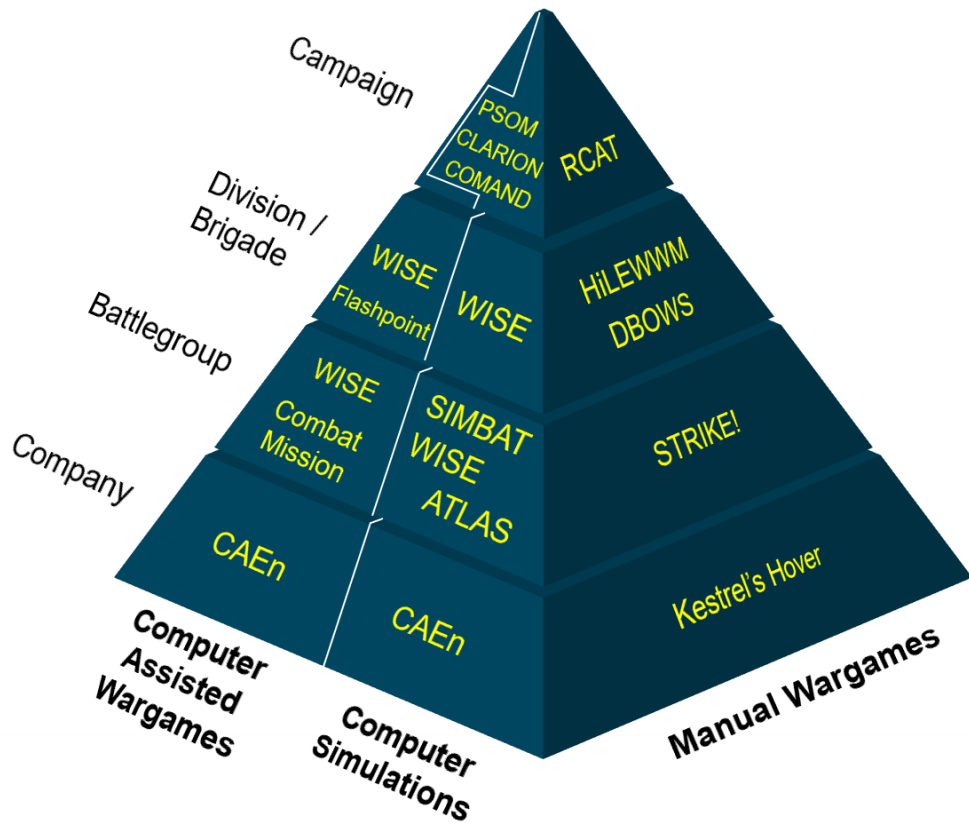 Campaign
PSOM
CLARION
COMAND
RCAT
Division /
Brigade
WISE
Flashpoint
WISE
HiLEWWM
DBOWS
Battlegroup
WISE
Combat
Mission
SIMBAT
WISE
ATLAS
STRIKE!
Company
CAEn
CAEn
Kestrel's Hover
Computer
Assisted
Wargames
Computer
Simulations
Manual Wargames